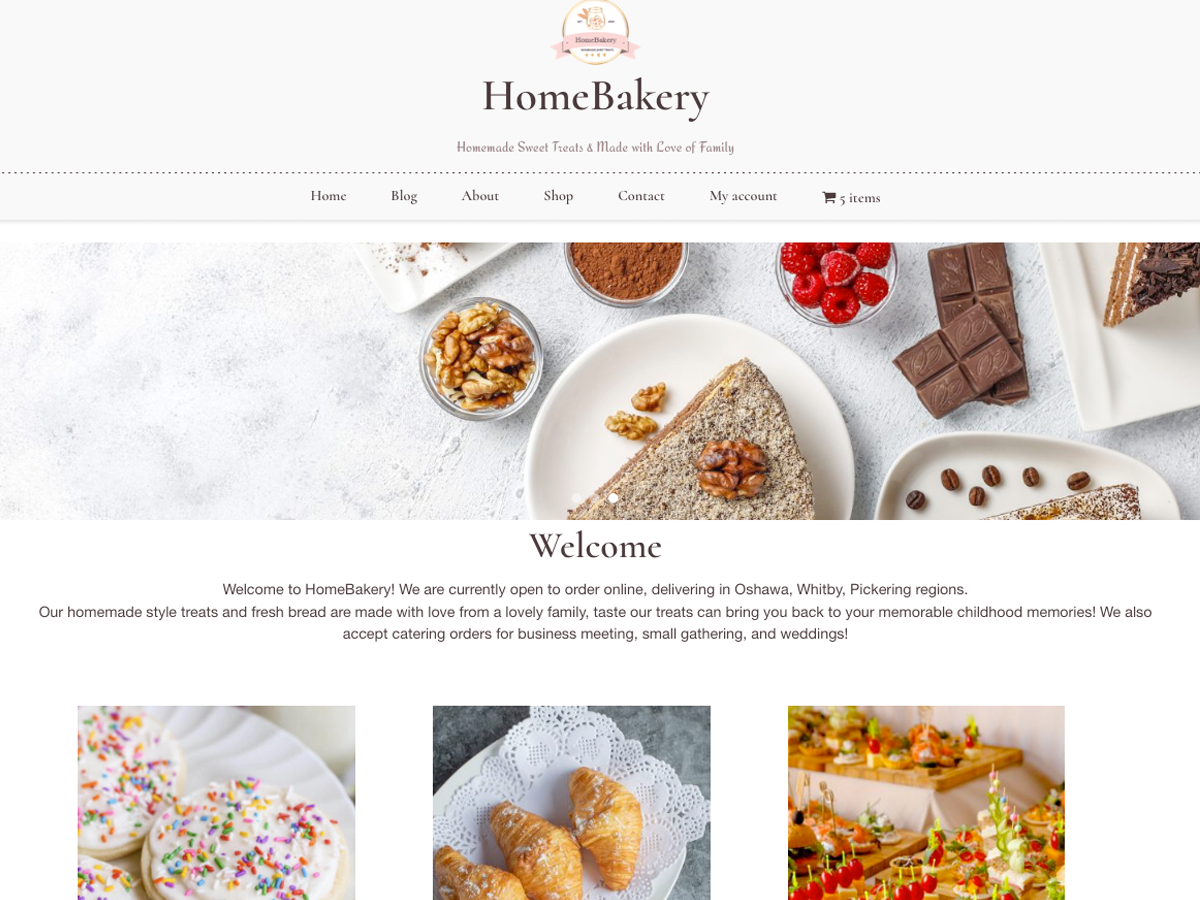 HomeBakery
HomeBakery
Homemade Sweet Treats & Made with Love of Family
Home Blog About Shop Contact My account 5 items
Welcome
Welcome to HomeBakery! We are currently open to order online, delivering in Oshawa, Whitby, Pickering regions.
Our homemade style treats and fresh bread are made with love from a lovely family, taste our treats can bring you back to your memorable childhood memories! We also
accept catering orders for business meeting, small gathering, and weddings!